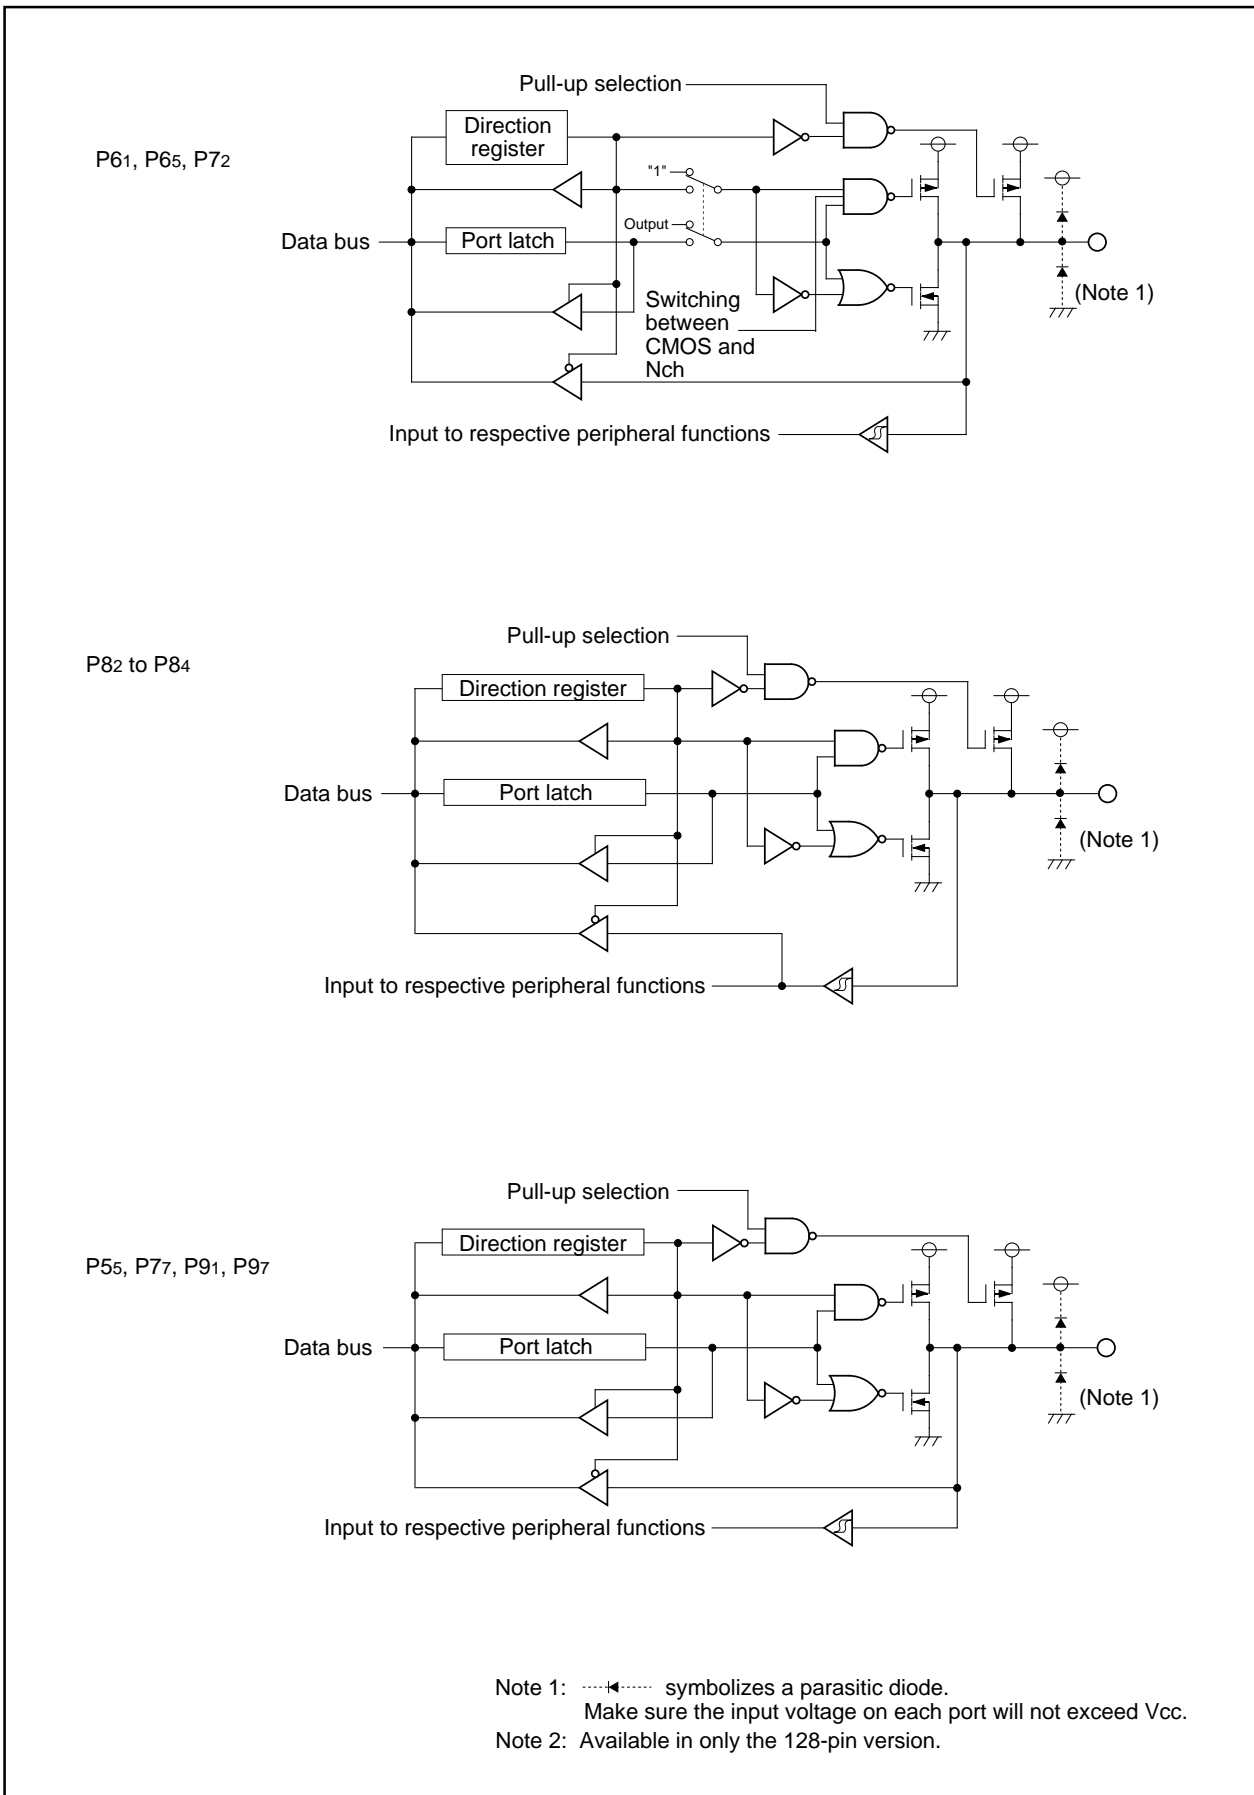 Pull-up selection
Direction
register
P61, P65, P72
"1"
Output
Data bus
Port latch
(Note 1)
Switching
between
CMOS and
Nch
Input to respective peripheral functions
Pull-up selection
P82 to P84
Direction register
Data bus
Port latch
(Note 1)
Input to respective peripheral functions
Pull-up selection
Direction register
P55, P77, P91, P97
Data bus
Port latch
(Note 1)
Input to respective peripheral functions
Note 1: symbolizes a parasitic diode.
Make sure the input voltage on each port will not exceed Vcc.
Note 2: Available in only the 128-pin version.